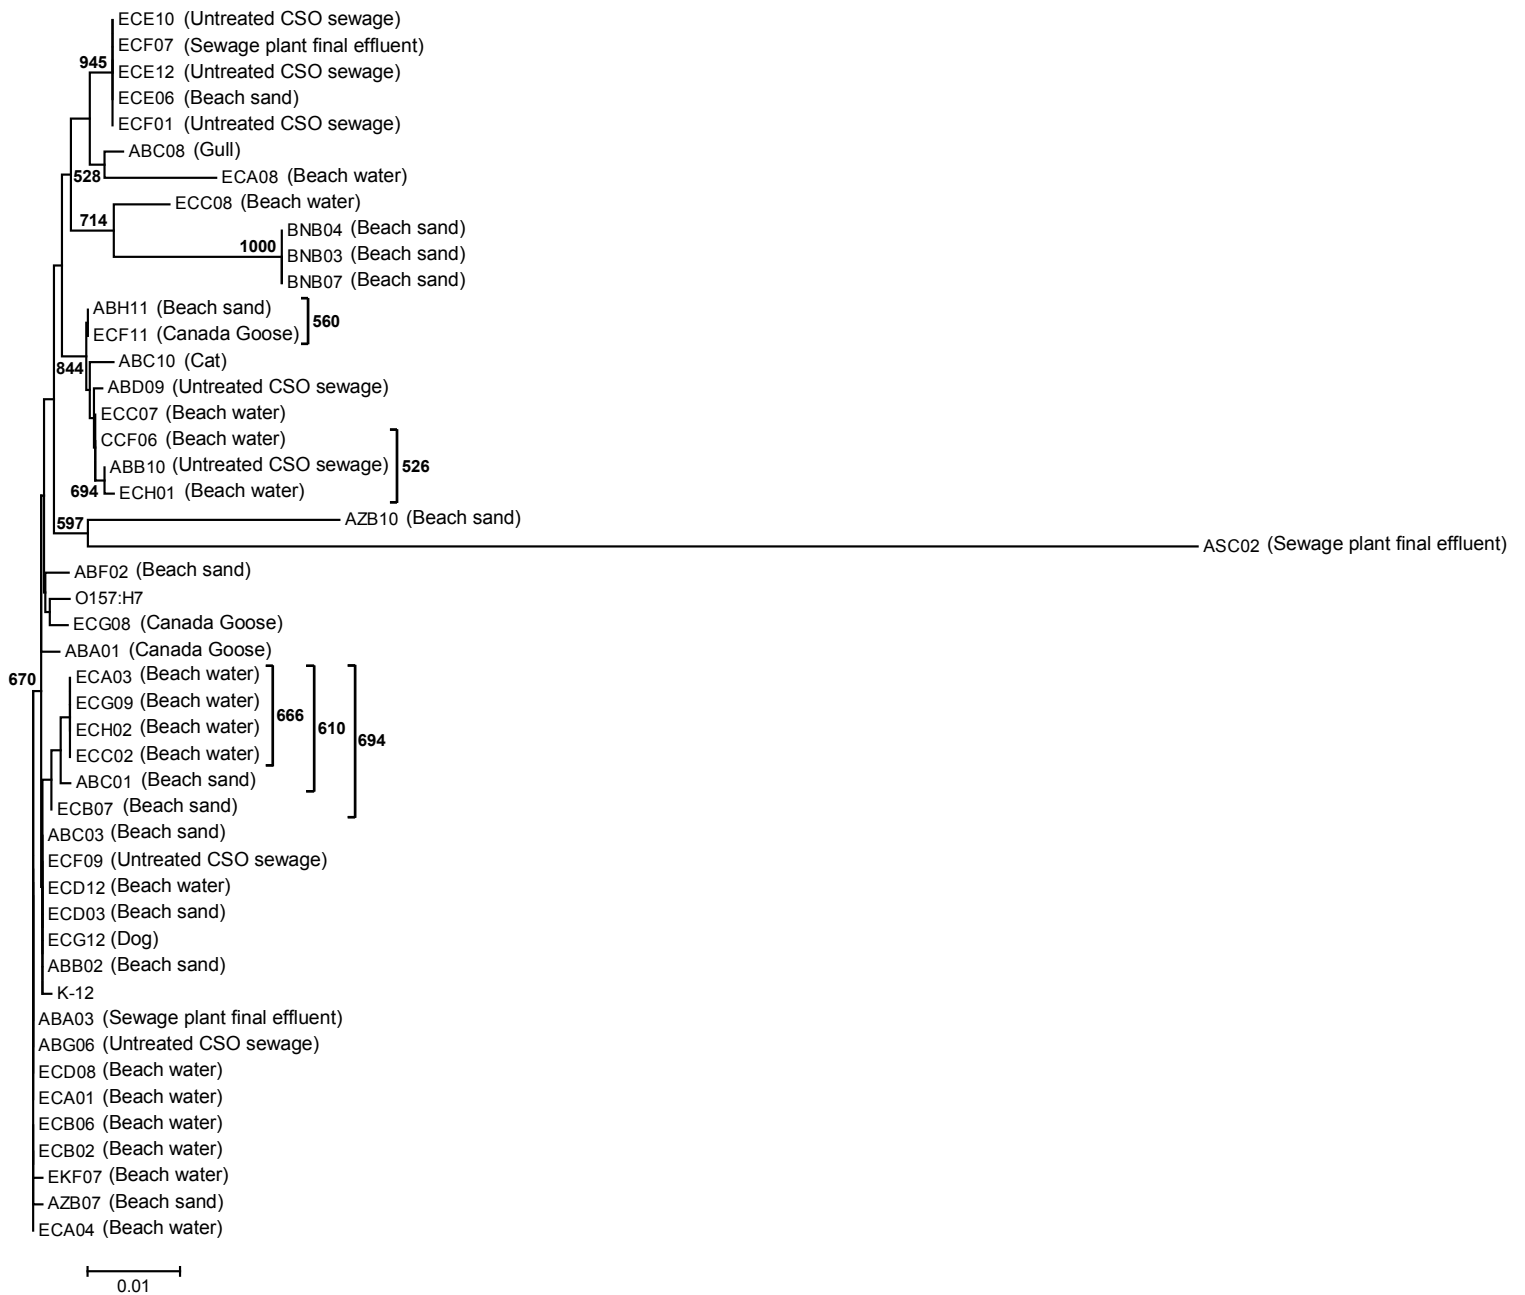 ECE10 (Untreated CSO sewage)
ECF07 (Sewage plant final effluent)
945
ECE12 (Untreated CSO sewage)
ECE06 (Beach sand)
ECF01 (Untreated CSO sewage)
ABC08 (Gull)
528
ECA08 (Beach water)
ECC08 (Beach water)
714
BNB04 (Beach sand)
1000
BNB03 (Beach sand)
BNB07 (Beach sand)
ABH11 (Beach sand)
560
ECF11 (Canada Goose)
844
ABC10 (Cat)
ABD09 (Untreated CSO sewage)
ECC07 (Beach water)
CCF06 (Beach water)
ABB10 (Untreated CSO sewage)
526
694
ECH01 (Beach water)
597
AZB10 (Beach sand)
ASC02 (Sewage plant final effluent)
ABF02 (Beach sand)
O157:H7
ECG08 (Canada Goose)
ABA01 (Canada Goose)
670
ECA03 (Beach water)
ECG09 (Beach water)
666
ECH02 (Beach water)
610
694
ECC02 (Beach water)
ABC01 (Beach sand)
ECB07 (Beach sand)
ABC03 (Beach sand)
ECF09 (Untreated CSO sewage)
ECD12 (Beach water)
ECD03 (Beach sand)
ECG12 (Dog)
ABB02 (Beach sand)
K-12
ABA03 (Sewage plant final effluent)
ABG06 (Untreated CSO sewage)
ECD08 (Beach water)
ECA01 (Beach water)
ECB06 (Beach water)
ECB02 (Beach water)
EKF07 (Beach water)
AZB07 (Beach sand)
ECA04 (Beach water)
0.01